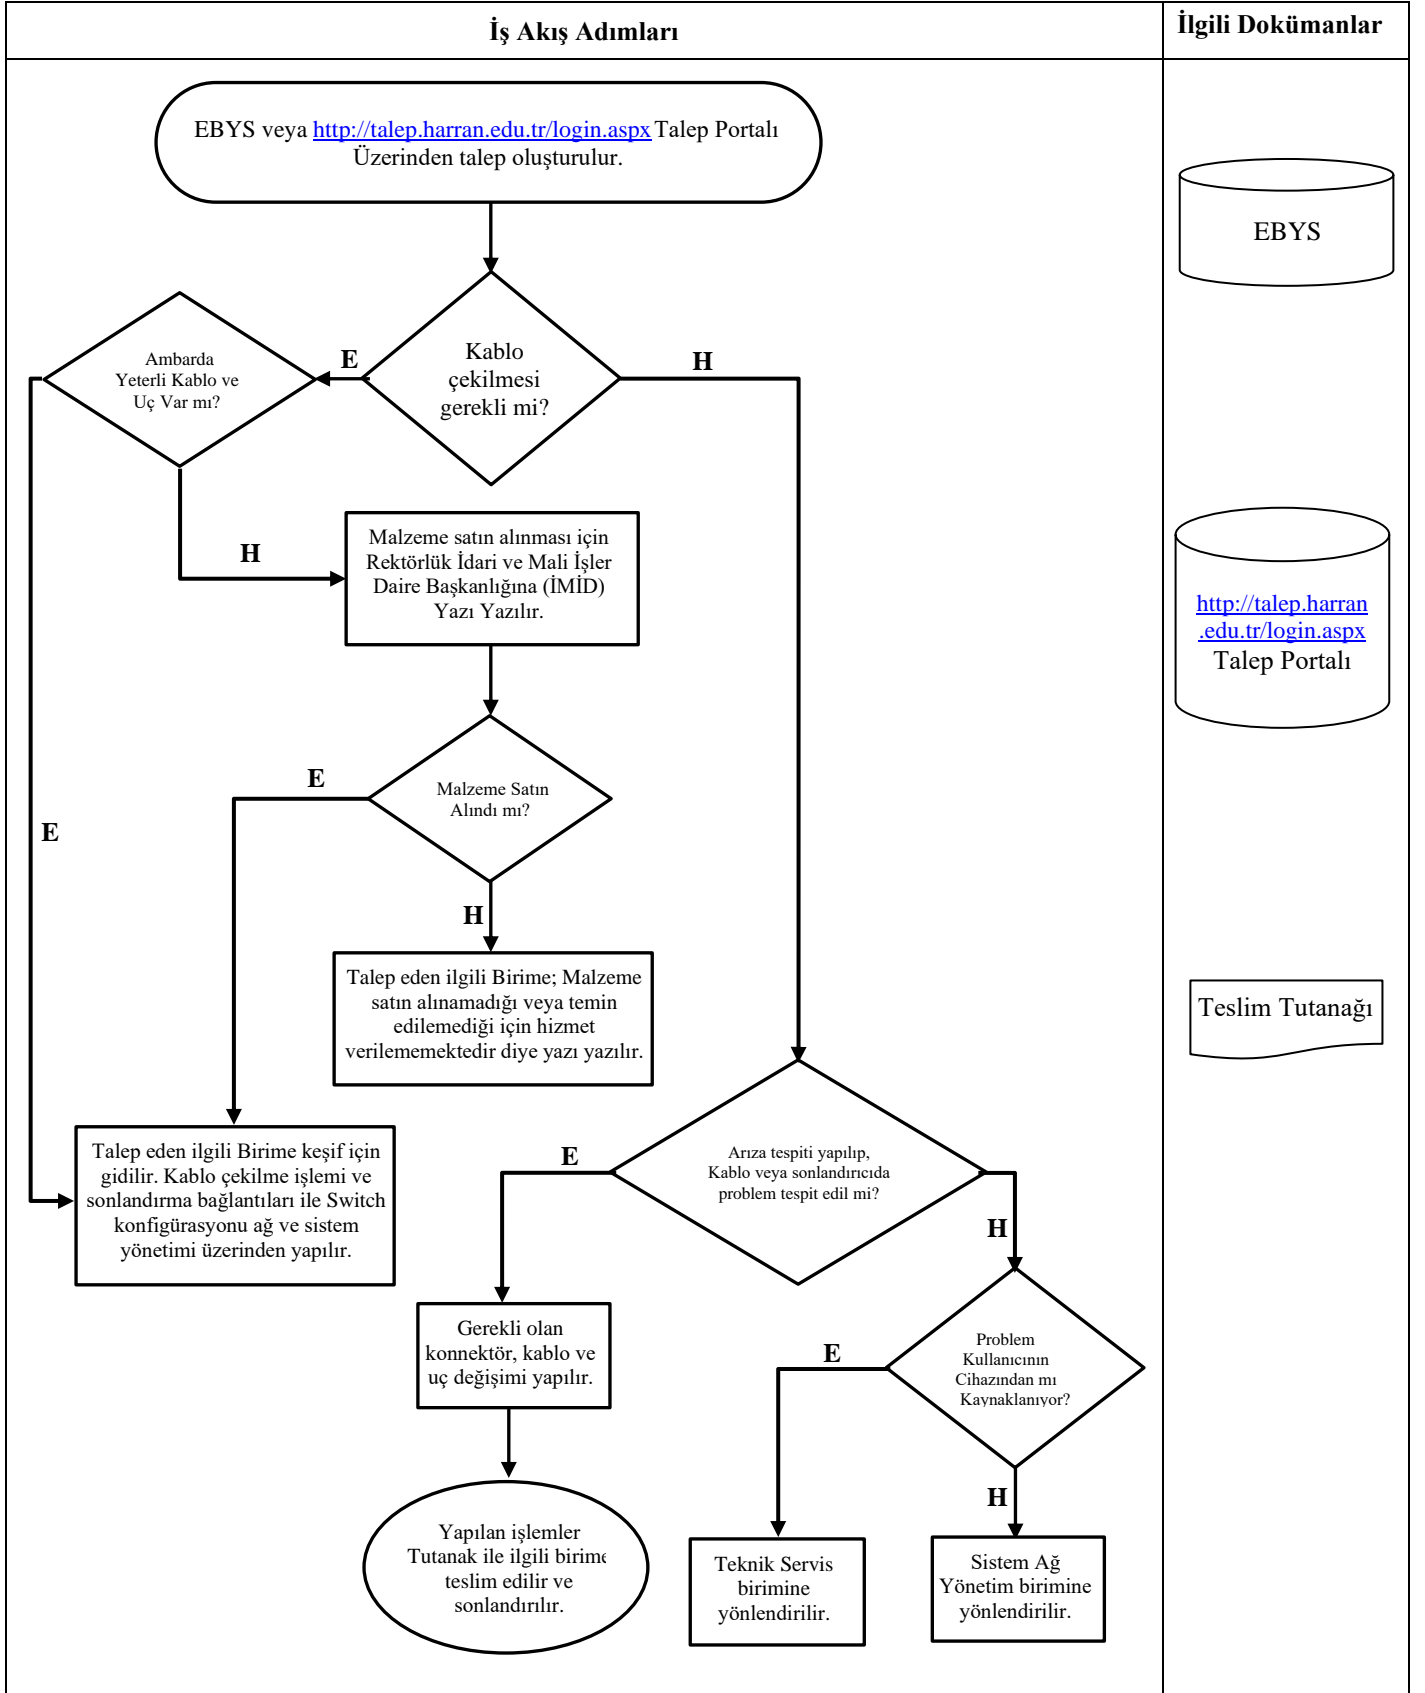 İş Akış Adımları
İlgili Dokümanlar
EBYS veya http://talep.harran.edu.tr/login.aspx Talep Portalı
Üzerinden talep oluşturulur.
EBYS
Kablo
çekilmesi
gerekli mi?
E
H
Ambarda
Yeterli Kablo ve
Uç Var mı?
H
Malzeme satın alınması için
Rektörlük İdari ve Mali İşler
Daire Başkanlığına (İMİD)
Yazı Yazılır.
http://talep.harran
.edu.tr/login.aspx
Talep Portalı
E
Malzeme Satın
Alındı mı?
E
H
Talep eden ilgili Birime; Malzeme
satın alınamadığı veya temin
edilemediği için hizmet
verilememektedir diye yazı yazılır.
Teslim Tutanağı
Talep eden ilgili Birime keşif için
gidilir. Kablo çekilme işlemi ve
sonlandırma bağlantıları ile Switch
konfigürasyonu ağ ve sistem
yönetimi üzerinden yapılır.
E
Arıza tespiti yapılıp,
Kablo veya sonlandırıcıda
problem tespit edil mi?
H
Gerekli olan
konnektör, kablo ve
uç değişimi yapılır.
E
Problem
Kullanıcının
Cihazından mı
Kaynaklanıyor?
H
Yapılan işlemler
Tutanak ile ilgili birime
teslim edilir ve
sonlandırılır.
Teknik Servis
birimine
yönlendirilir.
Sistem Ağ
Yönetim birimine
yönlendirilir.